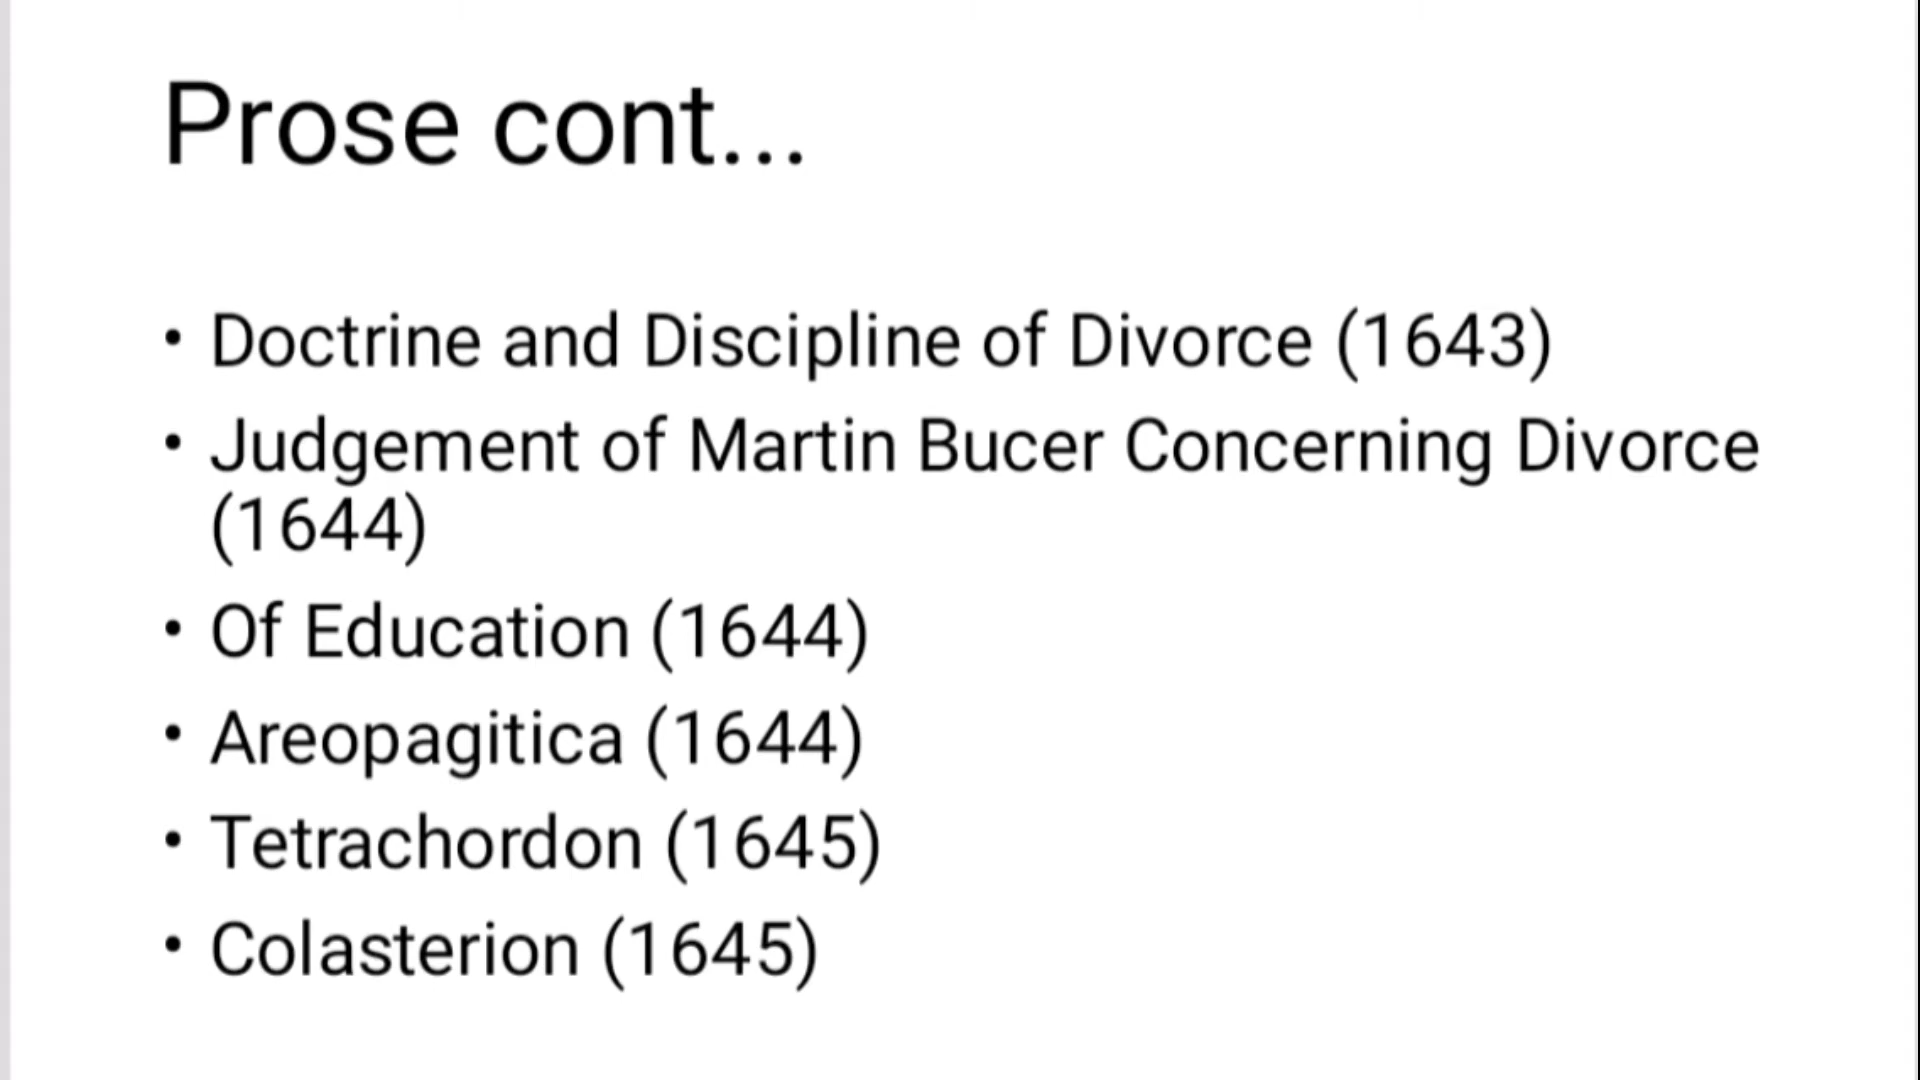 Prose cont...
• Doctrine and Discipline of Divorce (1643)
• Judgement of Martin Bucer Concerning Divorce
(1644)
• Of Education (1644)
• Areopagitica (1644)
• Tetrachordon (1645)
• Colasterion (1645)